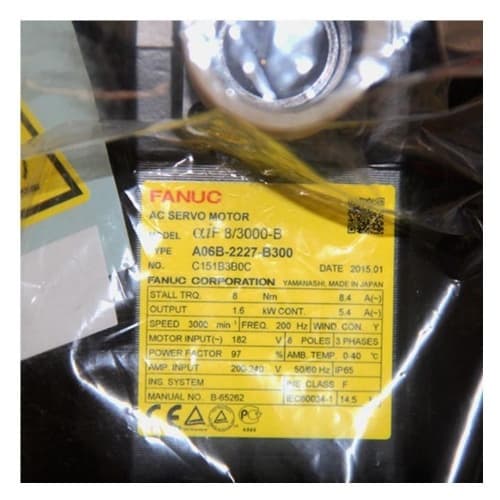 FANUC
AC SERVO MOTOR
MODEL αiF 8/3000-B
TYPE A06B-2227-B300
NO. C151B3B0C DATE 2015.01
FANUC CORPORATION YAMANASHI, MADE IN JAPAN
STALL TRQ. 8 Nm 8.4 A(~)
OUTPUT 1.6 kW CONT. 5.4 A(~)
SPEED 3000 min⁻¹ FREQ. 200 Hz WIND CON. Y
MOTOR INPUT(~) 182 V 8 POLES 3 PHASES
POWER FACTOR 97 % AMB. TEMP. 0-40 ℃
AMP. INPUT 200-240 V 50/60 Hz IP65
INS. SYSTEM INS. CLASS F
MANUAL NO. B-65262 IEC60034-1 14.5
CE CE